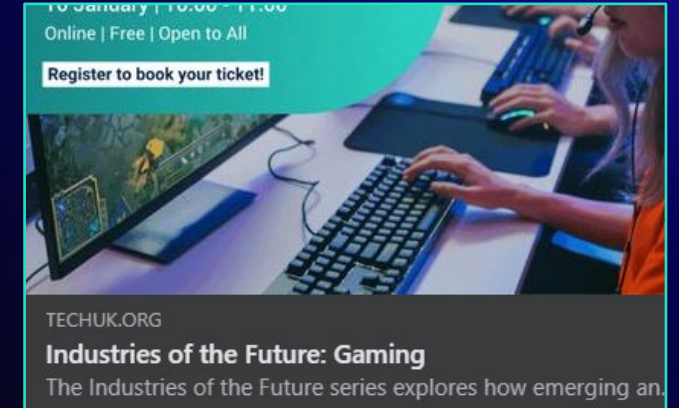 January |
Online | Free | Open to All
Register to book your ticket!
TECHUK.ORG
Industries of the Future: Gaming
The Industries of the Future series explores how emerging an.